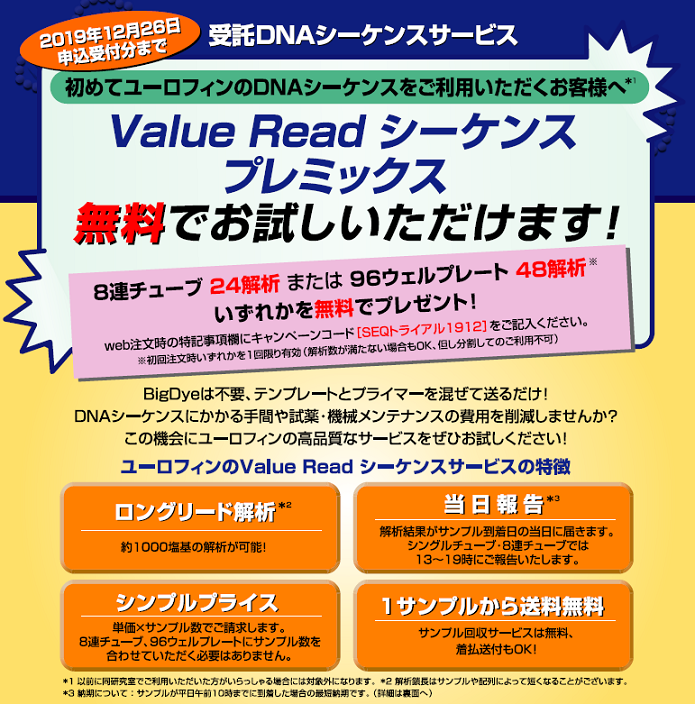 2019年12月26日
申込受付分まで
受託DNAシーケンスサービス
初めてユーロフィンのDNAシーケンスをご利用いただくお客様へ*1
Value Read シーケンス
プレミックス
無料でお試しいただけます!
8連チューブ 24解析 または 96ウェルプレート 48解析※
いずれかを無料でプレゼント!
web注文時の特記事項欄にキャンペーンコード[SEQトライアル1912]をご記入ください。
※初回注文時いずれかを1回限り有効(解析数が満たない場合もOK、但し分割してのご利用不可)
BigDyeは不要、テンプレートとプライマーを混ぜて送るだけ!
DNAシーケンスにかかる手間や試薬・機械メンテナンスの費用を削減しませんか?
この機会にユーロフィンの高品質なサービスをぜひお試しください!
ユーロフィンのValue Read シーケンスサービスの特徴
ロングリード解析*2
約1000塩基の解析が可能!
当日報告*3
解析結果がサンプル到着日の当日に届きます。
シングルチューブ・8連チューブでは
13～19時にご報告いたします。
シンプルプライス
単価×サンプル数でご請求します。
8連チューブ、96ウェルプレートにサンプル数を
合わせていただく必要はありません。
1サンプルから送料無料
サンプル回収サービスは無料、
着払送付もOK!
*1 以前に同研究室でご利用いただいた方がいらっしゃる場合には対象外になります。 *2 解析鎖長はサンプルや配列によって短くなることがございます。
*3 納期について:サンプルが平日午前10時までに到着した場合の最短納期です。(詳細は裏面へ)